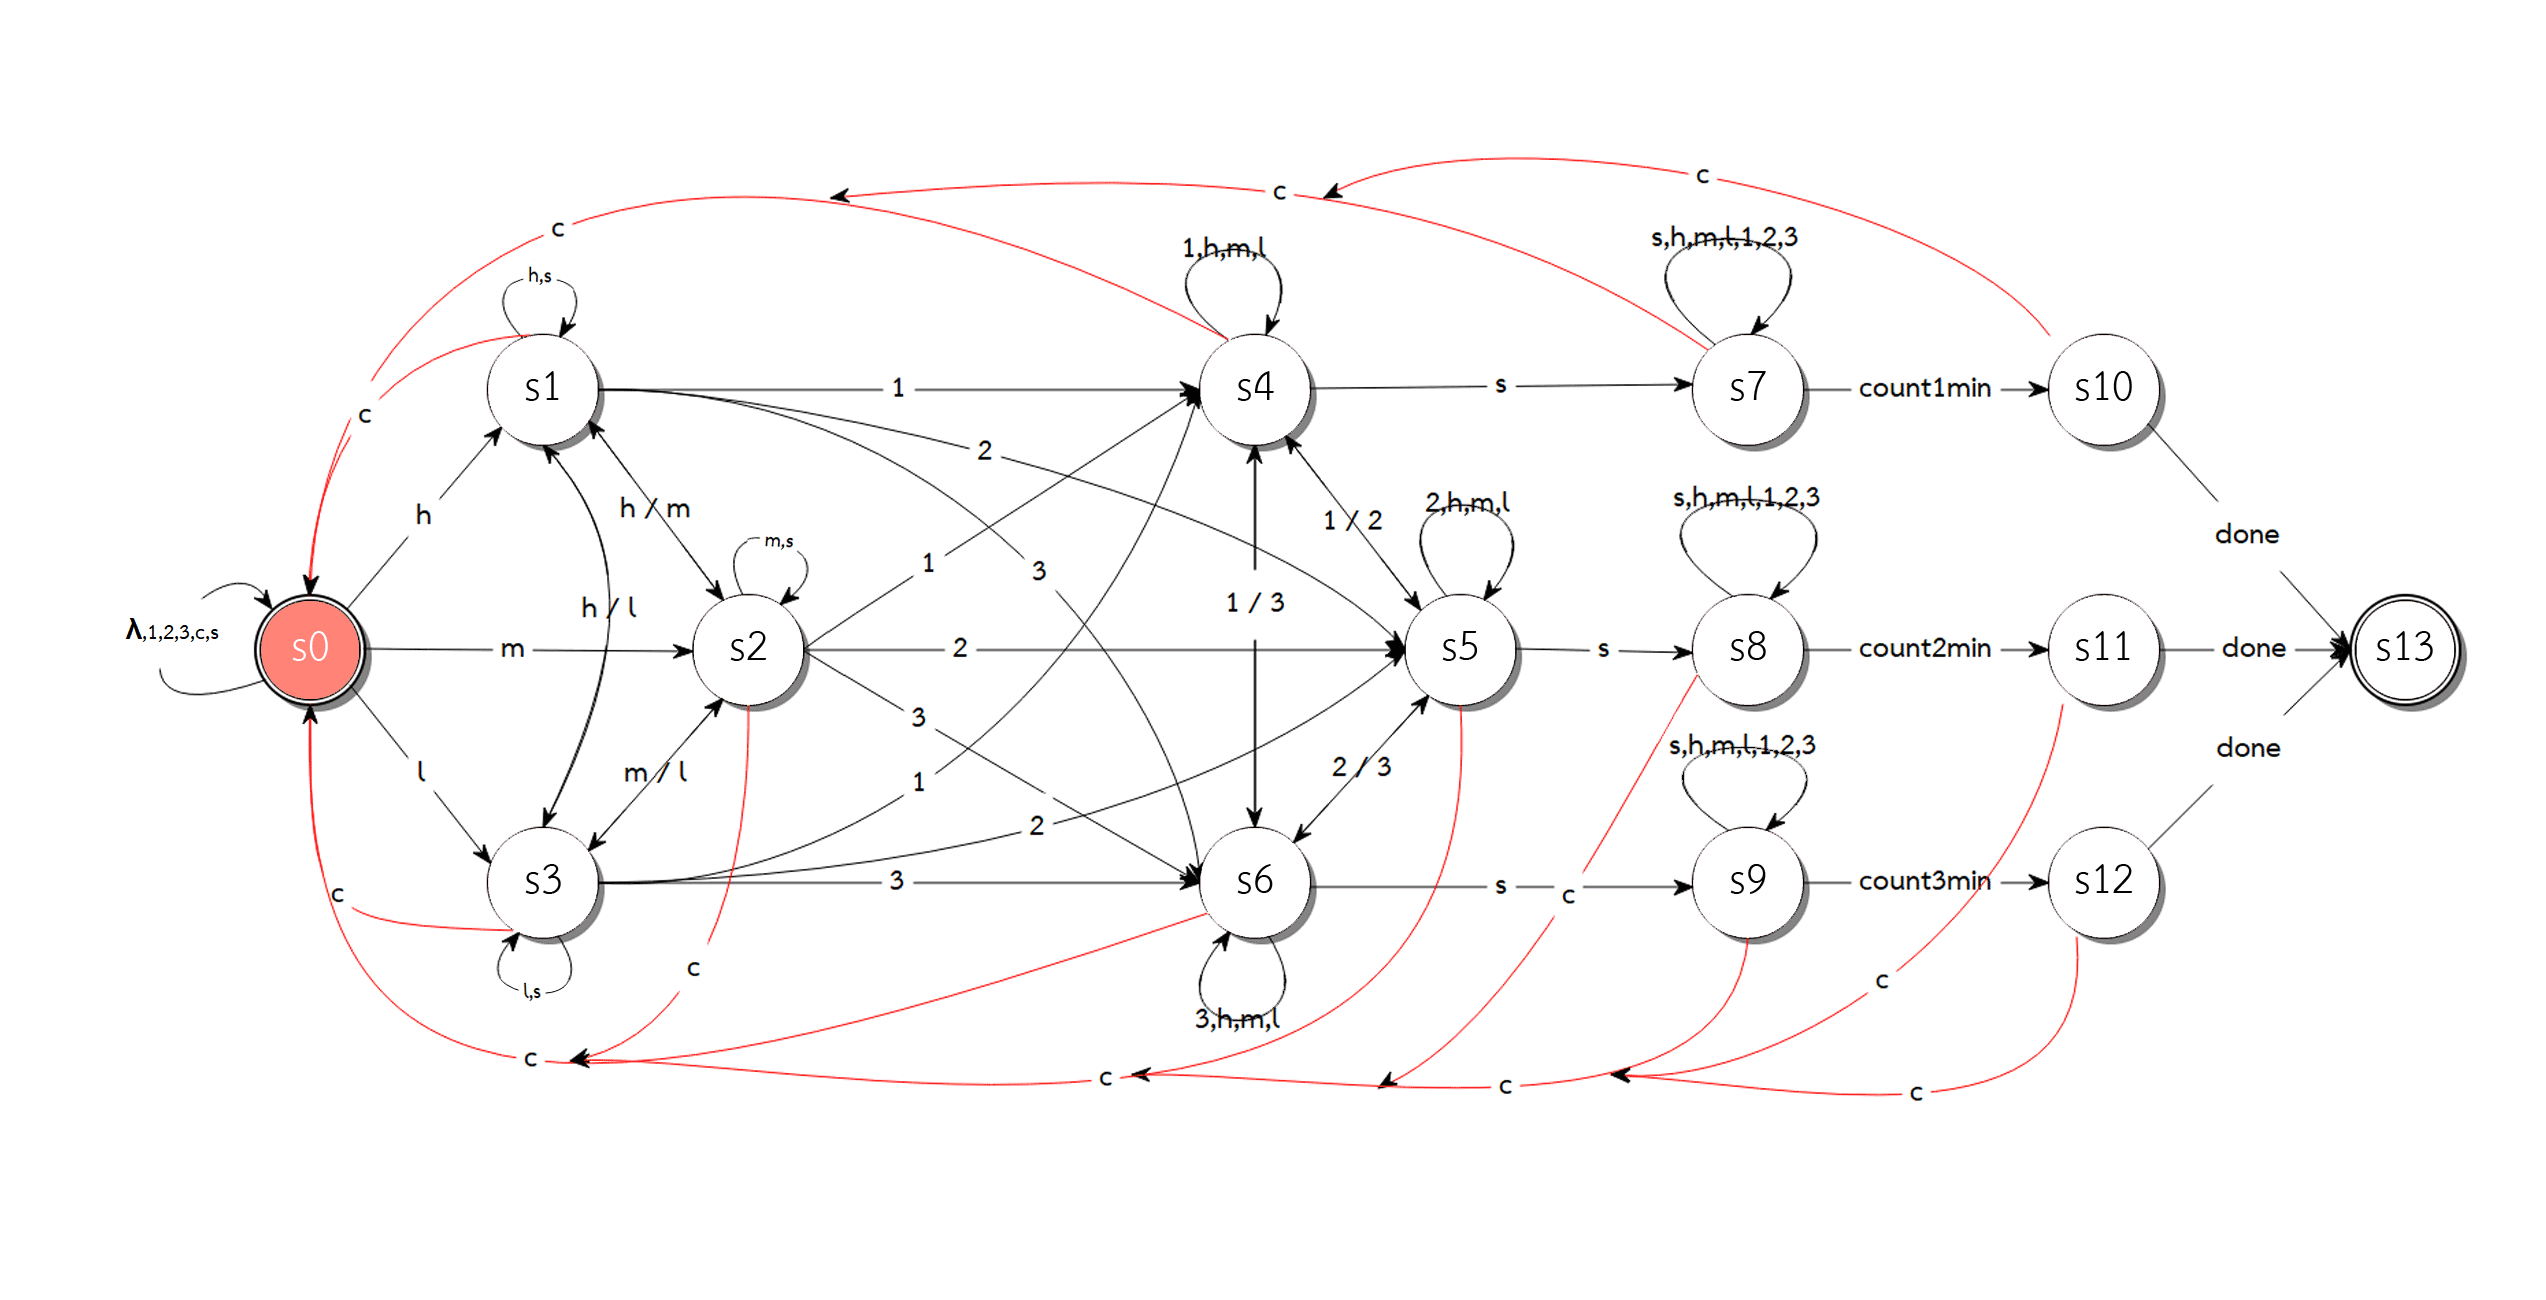 c
c
c
s,h,m,l,1,2,3
1,h,m,l
h,s
s1
1
s4
s
s7
count1min
s10
c
2
h
h / m
1 / 2
2,h,m,l
s,h,m,l,1,2,3
done
m,s
1
3
1 / 3
h / l
λ,1,2,3,c,s
s0
m
s2
2
s5
s
s8
count2min
s11
done
s13
3
l
m / l
1
2 / 3
s,h,m,l,1,2,3
done
2
c
s3
3
s6
s
c
s9
count3min
s12
c
c
l,s
3,h,m,l
c
c
c
c